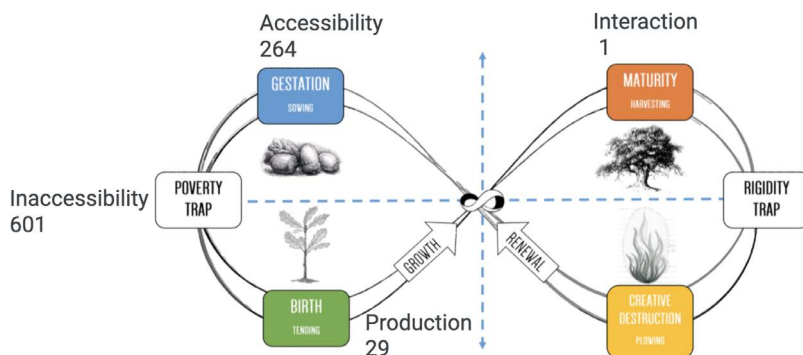 Accessibility
264
Interaction
1
GESTATION
SOWING
MATURITY
HARVESTING
Inaccessibility
601
POVERTY
TRAP
RIGIDITY
TRAP
GROWTH
RENEWAL
BIRTH
TENDING
Production
29
CREATIVE
DESTRUCTION
PLOWING